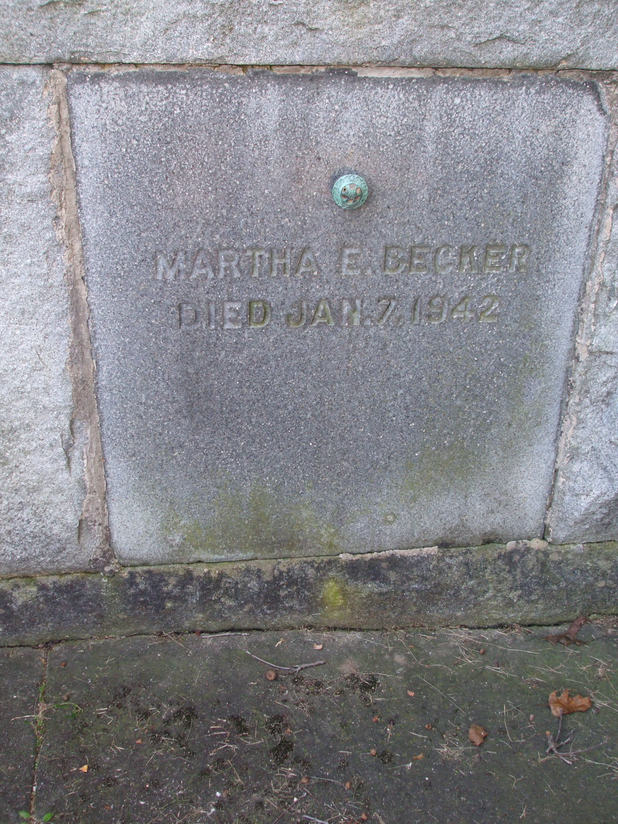 MARTHA E. BECKER
DIED JAN. 7, 1942